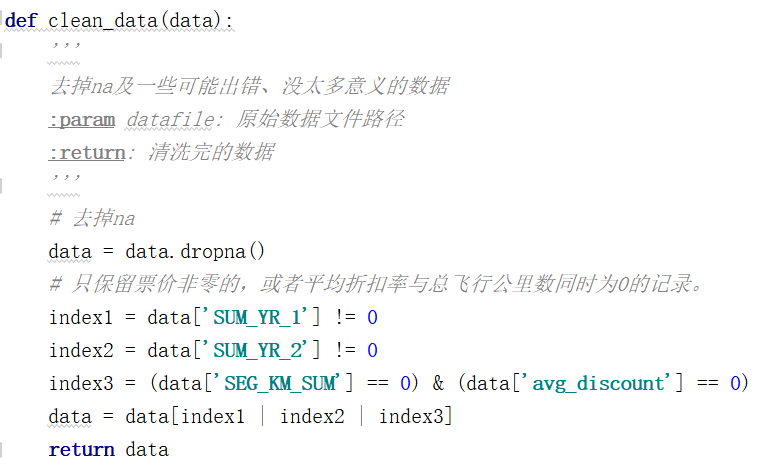 def clean_data(data):
    '''
    去掉na及一些可能出错、没太多意义的数据
    :param datafile: 原始数据文件路径
    :return: 清洗完的数据
    '''
    # 去掉na
    data = data.dropna()
    # 只保留票价非零的，或者平均折扣率与总飞行公里数同时为0的记录。
    index1 = data['SUM_YR_1'] != 0
    index2 = data['SUM_YR_2'] != 0
    index3 = (data['SEG_KM_SUM'] == 0) & (data['avg_discount'] == 0)
    data = data[index1 | index2 | index3]
    return data